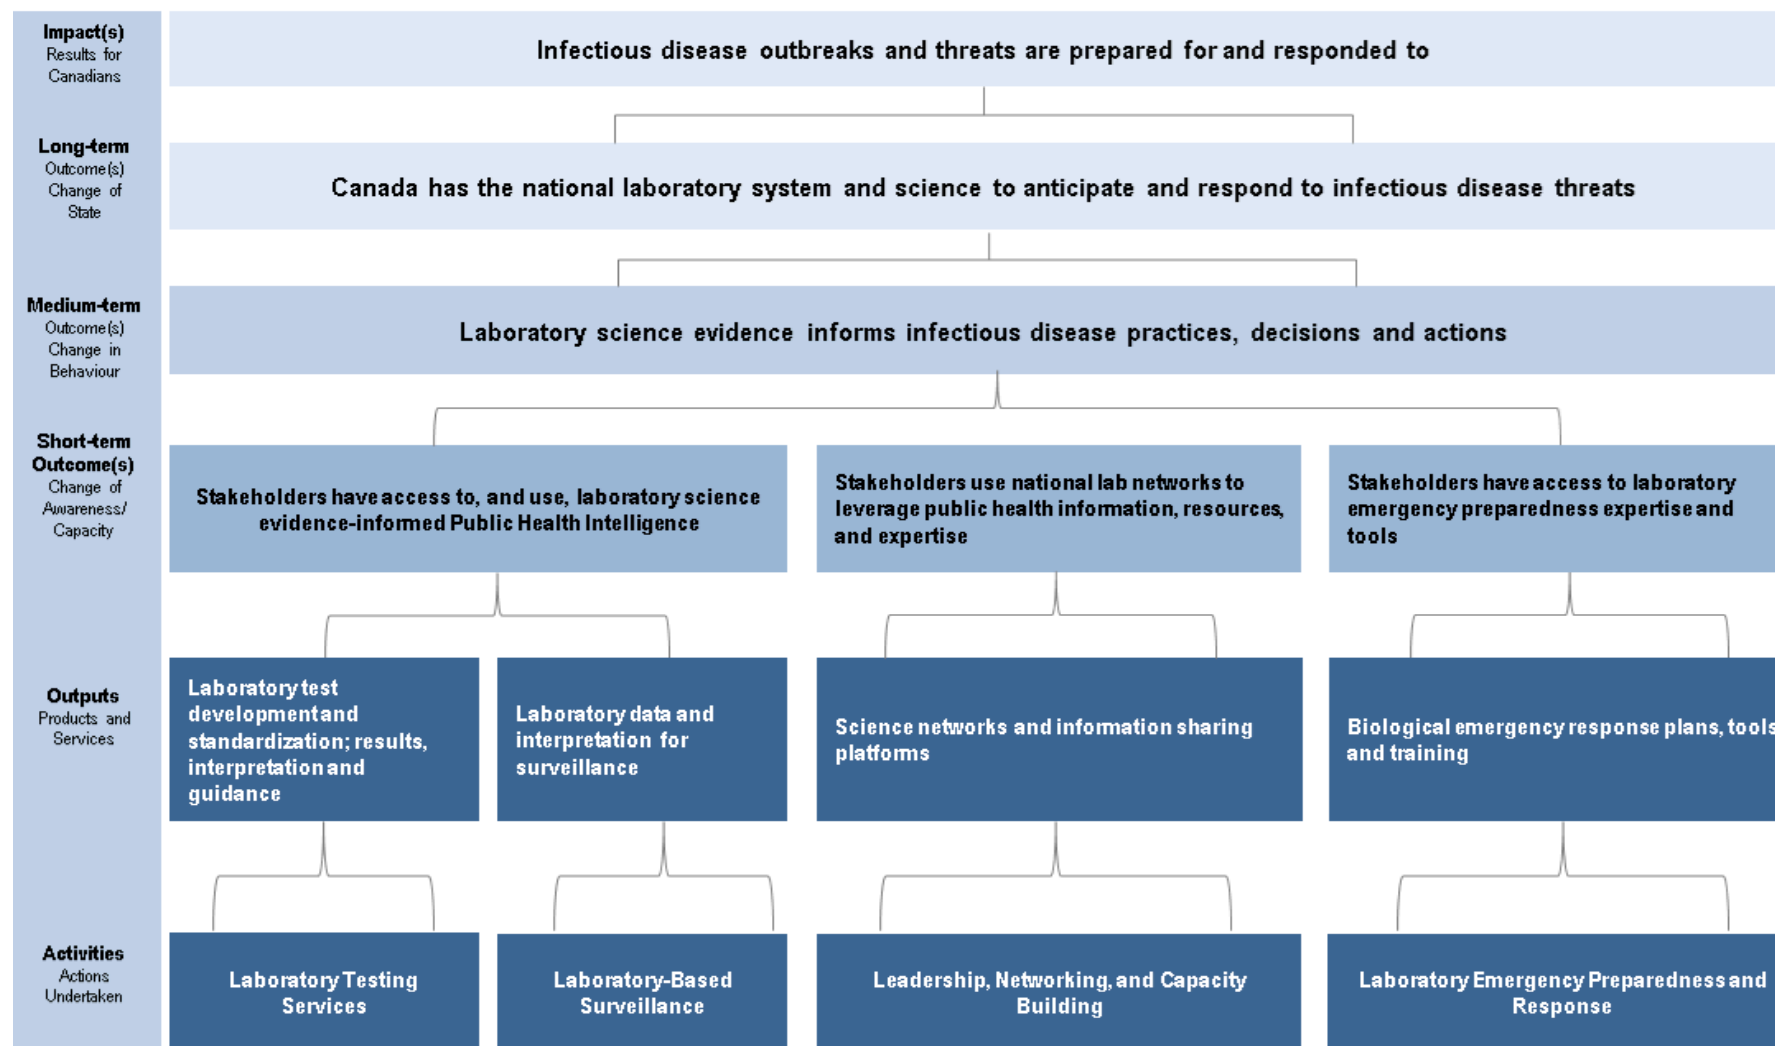 Impact(s)
Results for
Canadians
Infectious disease outbreaks and threats are prepared for and responded to
Long-term
Outcome(s)
Change of
State
Canada has the national laboratory system and science to anticipate and respond to infectious disease threats
Medium-term
Outcome(s)
Change in
Behaviour
Laboratory science evidence informs infectious disease practices, decisions and actions
Short-term
Outcome(s)
Change of
Awareness/
Capacity
Stakeholders have access to, and use, laboratory science
evidence-informed Public Health Intelligence
Stakeholders use national lab networks to
leverage public health information, resources,
and expertise
Stakeholders have access to laboratory
emergency preparedness expertise and
tools
Outputs
Products and
Services
Laboratory test
development and
standardization; results,
interpretation and
guidance
Laboratory data and
interpretation for
surveillance
Science networks and information sharing
platforms
Biological emergency response plans, tools
and training
Activities
Actions
Undertaken
Laboratory Testing
Services
Laboratory-Based
Surveillance
Leadership, Networking, and Capacity
Building
Laboratory Emergency Preparedness and
Response